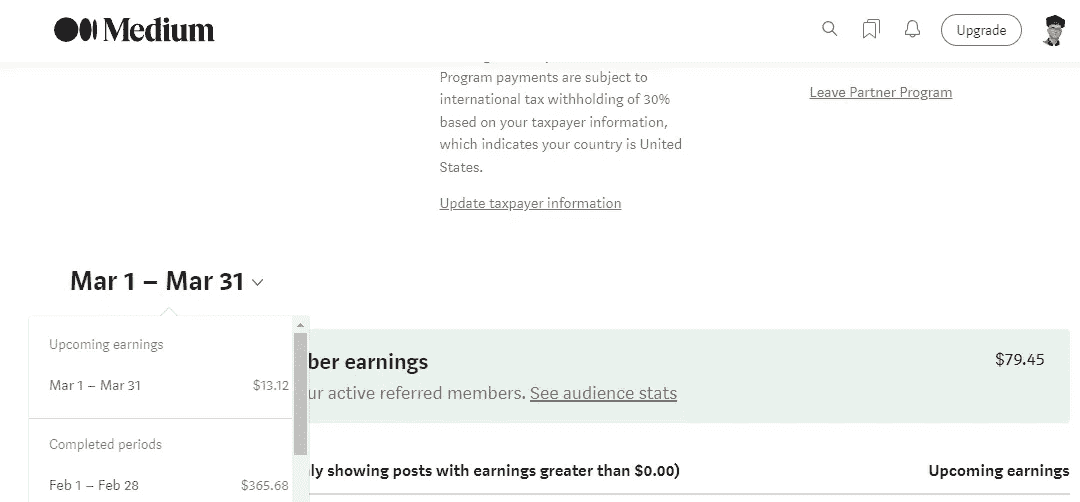 Medium
Upgrade
Program payments are subject to
international tax withholding of 30%
based on your taxpayer information,
which indicates your country is United
States.
Update taxpayer information
Leave Partner Program
Mar 1 – Mar 31
Upcoming earnings
Mar 1 – Mar 31 $13.12
Completed periods
Feb 1 – Feb 28 $365.68
ber earnings $79.45
ur active referred members. See audience stats
ly showing posts with earnings greater than $0.00) Upcoming earnings